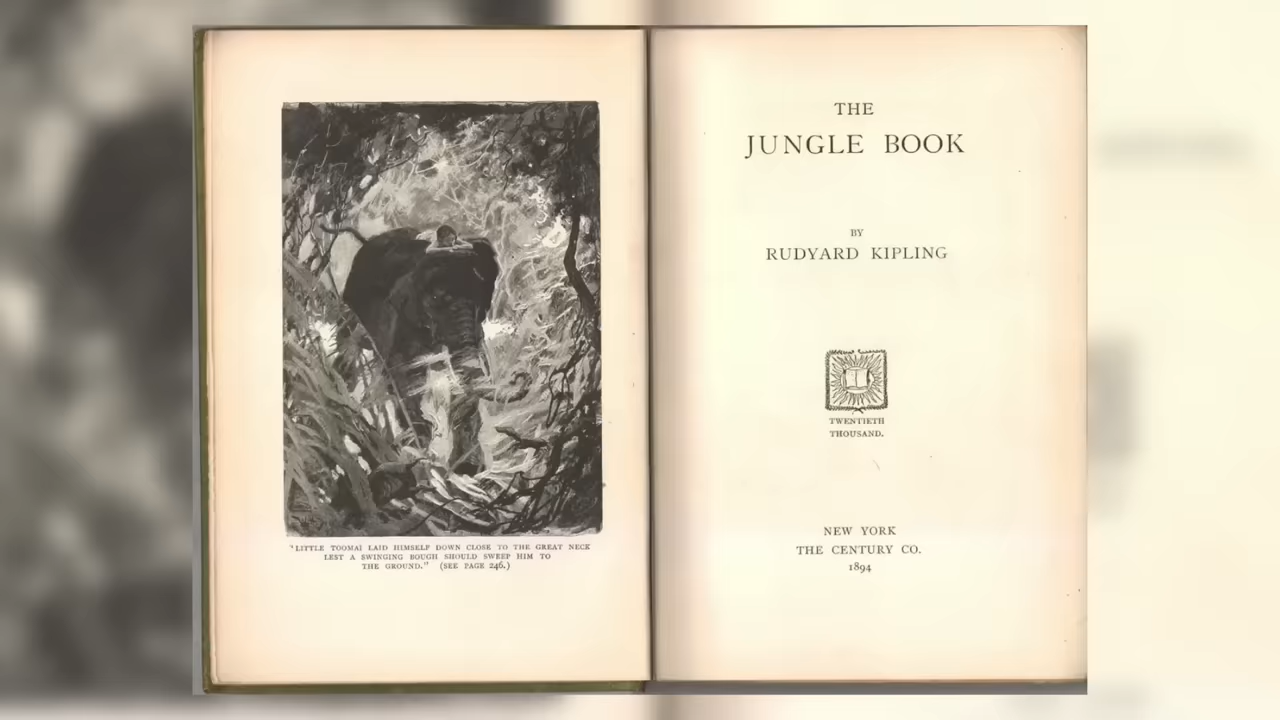 "LITTLE TOOMAI LAID HIMSELF DOWN CLOSE TO THE GREAT NECK
LEST A SWINGING BOUGH SHOULD SWEEP HIM TO
THE GROUND." (SEE PAGE 246.)
THE
JUNGLE BOOK
BY
RUDYARD KIPLING
TWENTIETH
THOUSAND.
NEW YORK
THE CENTURY CO.
1894